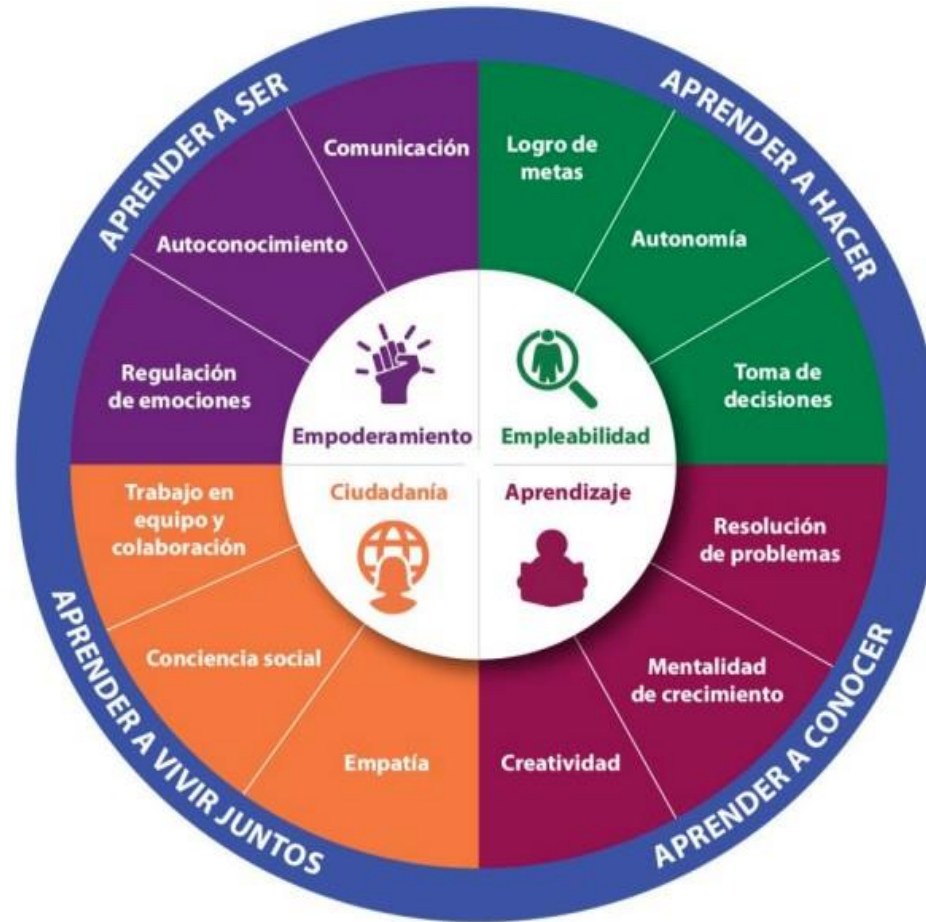 APRENDER A SER
Comunicación
Autoconocimiento
Regulación
de emociones
Empoderamiento
APRENDER A HACER
Logro de
metas
Autonomía
Toma de
decisiones
Empleabilidad
Ciudadanía
Trabajo en
equipo y
colaboración
Conciencia social
Empatía
APRENDER A VIVIR JUNTOS
Aprendizaje
Resolución
de problemas
Mentalidad
de crecimiento
Creatividad
APRENDER A CONOCER